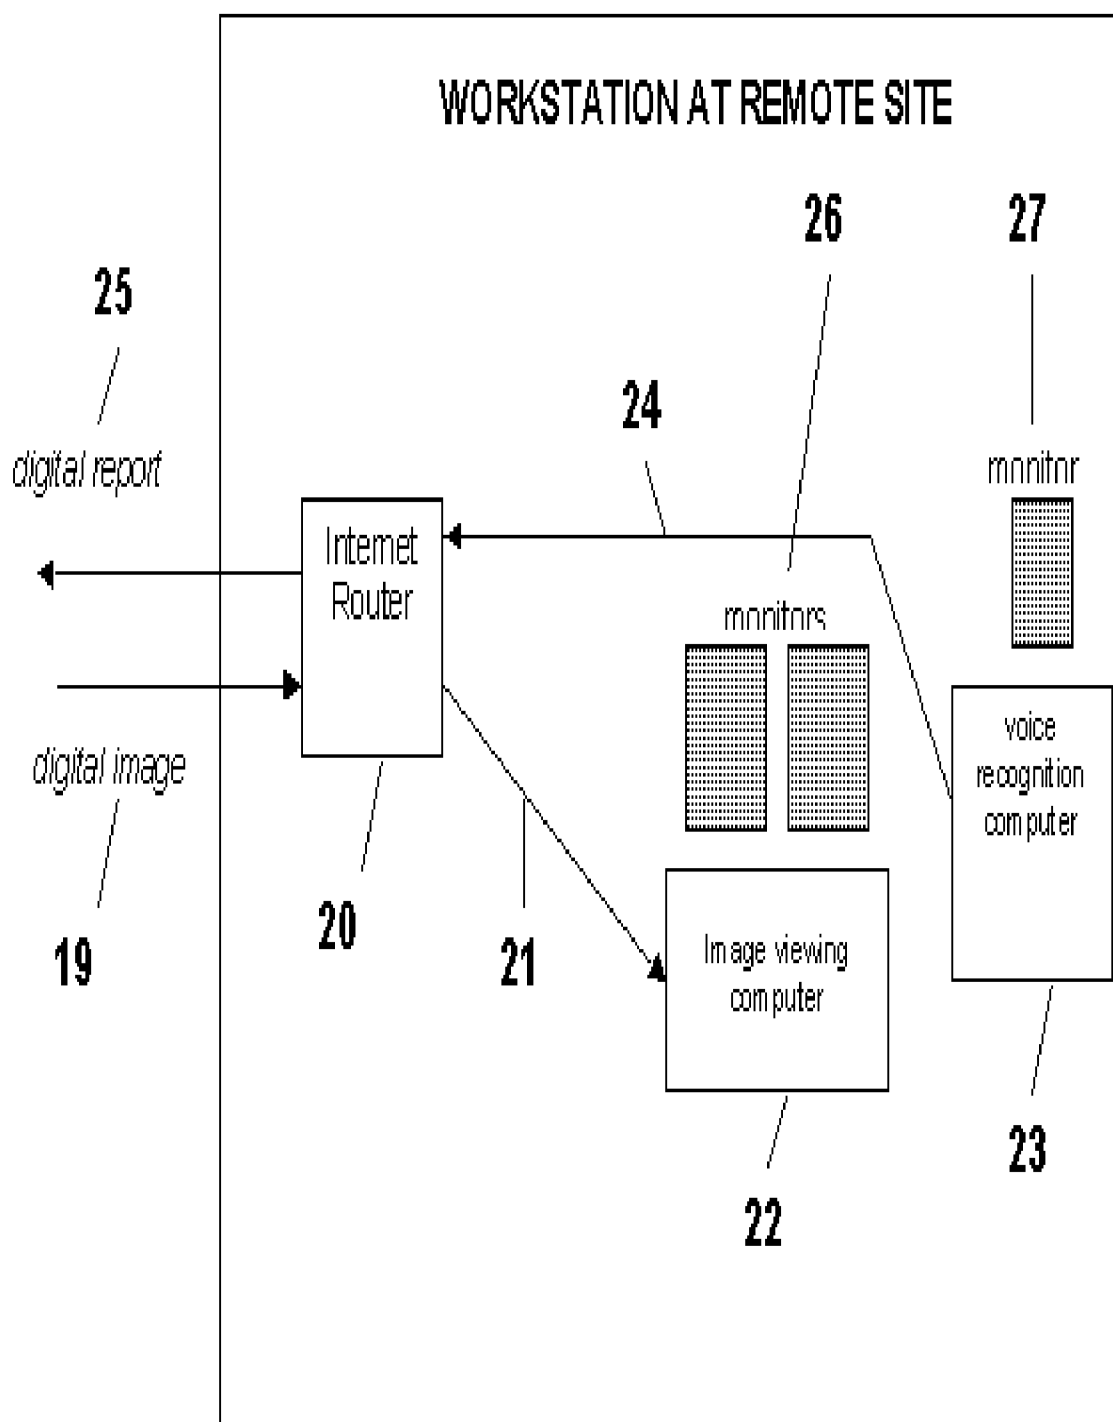 WORKSTATION AT REMOTE SITE
26
27
25
24
digital report
monitor
Internet
Router
monitors
digital image
voice
recognition
computer
19
20
21
Image viewing
computer
23
22